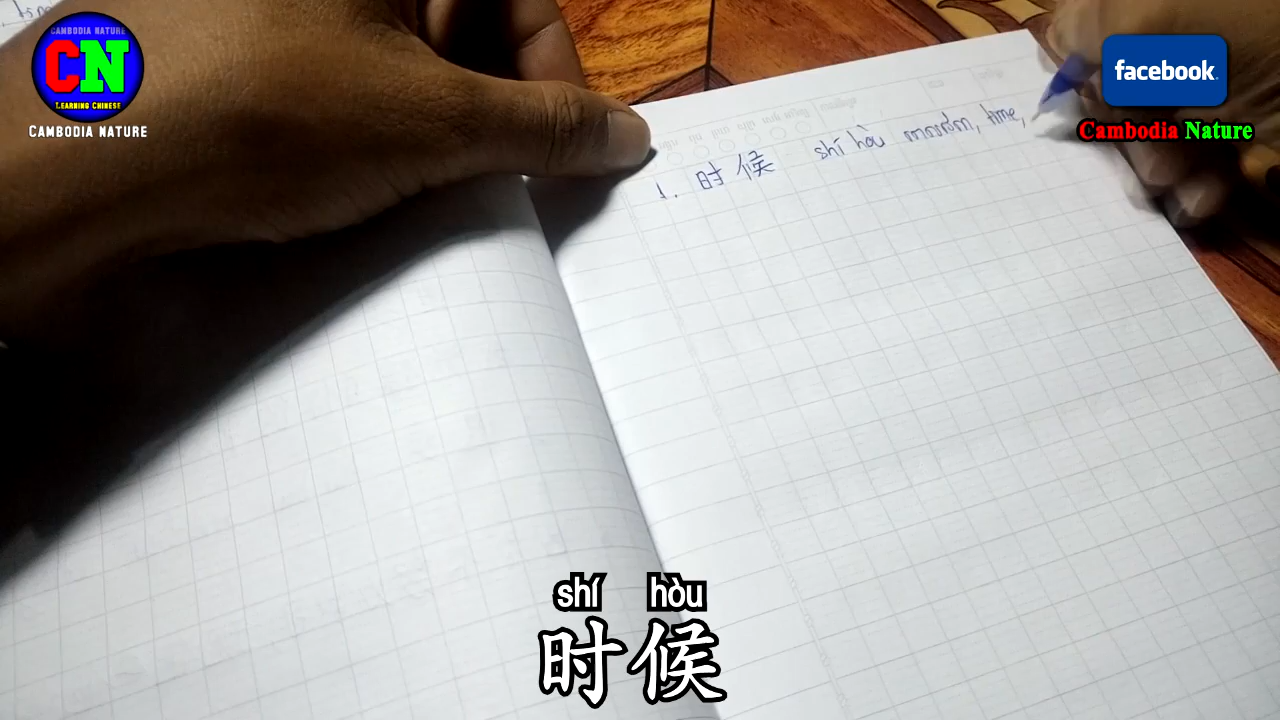 CAMBODIA NATURE
CN
LEARNING CHINESE
CAMBODIA NATURE
facebook
Cambodia Nature
1. 时候 shí hòu time,
shí hòu
时候